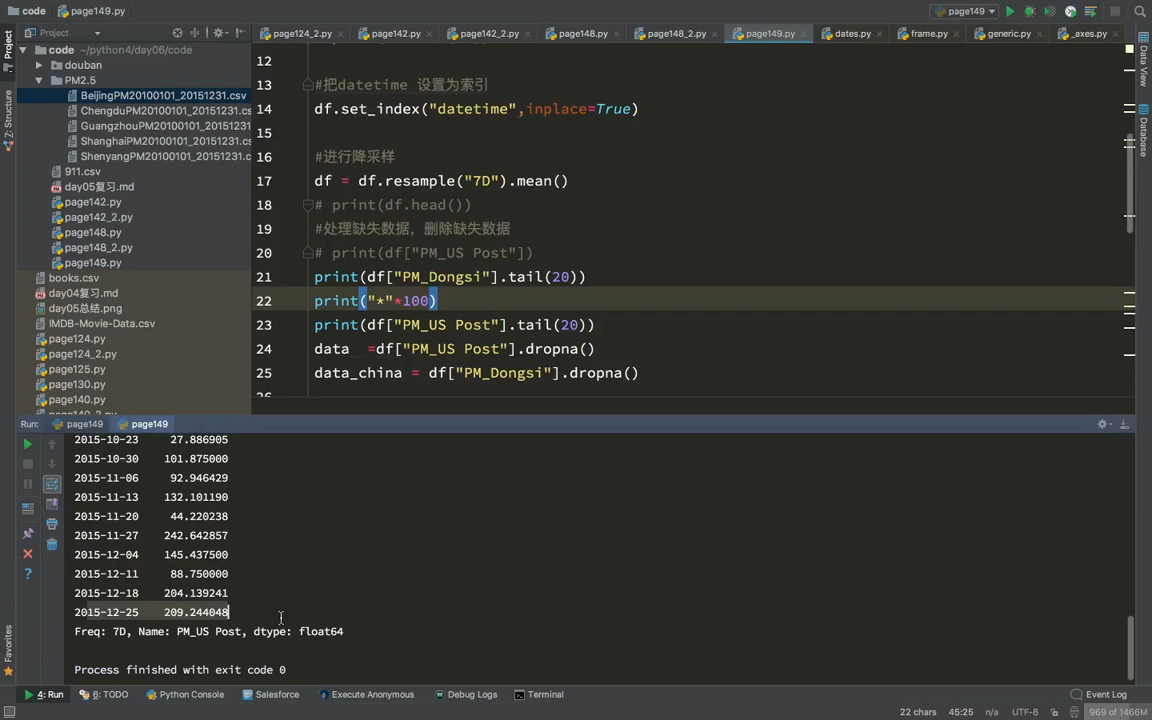 code page149.py
page149
Project
page124_2.py page142.py page142_2.py page148.py page148_2.py page149.py dates.py frame.py generic.py _axes.py
code ~/python4/day06/code
douban
PM2.5
BeijingPM20100101_20151231.csv
ChengduPM20100101_20151231.cs
GuangzhouPM20100101_20151231
ShanghaiPM20100101_20151231.cs
ShenyangPM20100101_20151231.c
911.csv
day05复习.md
page142.py
page142_2.py
page148.py
page148_2.py
page149.py
books.csv
day04复习.md
day05总结.png
IMDB-Movie-Data.csv
page124.py
page124_2.py
page125.py
page130.py
page140.py
12
13 #把datetime 设置为索引
14 df.set_index("datetime",inplace=True)
15
16 #进行降采样
17 df = df.resample("7D").mean()
18 # print(df.head())
19 #处理缺失数据，删除缺失数据
20 # print(df["PM_US Post"])
21 print(df["PM_Dongsi"].tail(20))
22 print("*"*100)
23 print(df["PM_US Post"].tail(20))
24 data  =df["PM_US Post"].dropna()
25 data_china = df["PM_Dongsi"].dropna()
Project
Z: Structure
Favorites
Data View
Database
Run: page149 page149
2015-10-23 27.886905
2015-10-30 101.875000
2015-11-06 92.946429
2015-11-13 132.101190
2015-11-20 44.220238
2015-11-27 242.642857
2015-12-04 145.437500
2015-12-11 88.750000
2015-12-18 204.139241
2015-12-25 209.244048
Freq: 7D, Name: PM_US Post, dtype: float64
Process finished with exit code 0
4: Run 6: TODO Python Console Salesforce Execute Anonymous Debug Logs Terminal Event Log
22 chars 45:25 n/a UTF-8 969 of 1466M